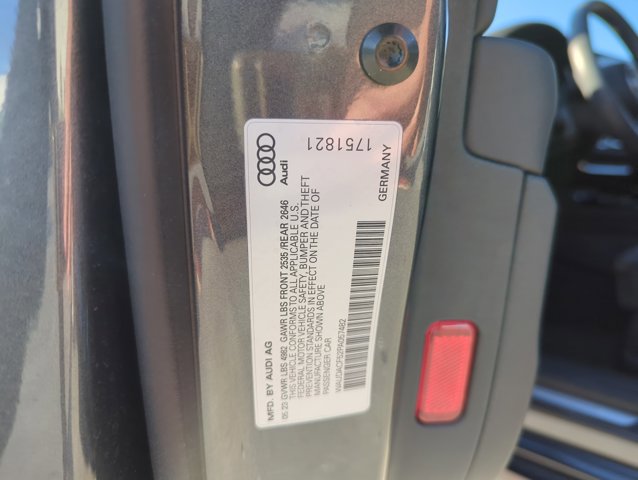 Audi
1751821
MFD. BY AUDI AG
GERMANY
05 23 GVWR LBS 4982 GAWR LBS FRONT 2535 /REAR 2646
THIS VEHICLE CONFORMS TO ALL APPLICABLE U.S.
FEDERAL MOTOR VEHICLE SAFETY, BUMPER AND THEFT
PREVENTION STANDARDS IN EFFECT ON THE DATE OF
MANUFACTURE SHOWN ABOVE
PASSENGER CAR